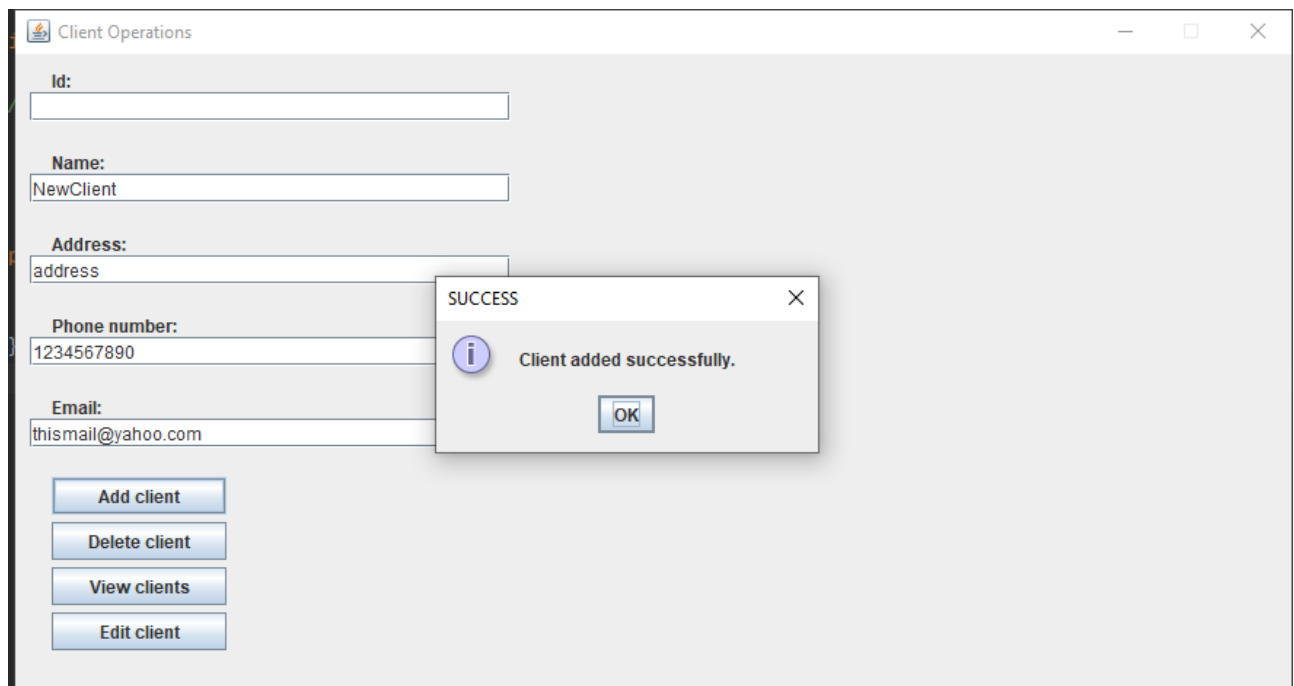 Client Operations
Id:
Name:
NewClient
Address:
address
Phone number:
1234567890
Email:
thismail@yahoo.com
SUCCESS
Client added successfully.
OK
Add client
Delete client
View clients
Edit client